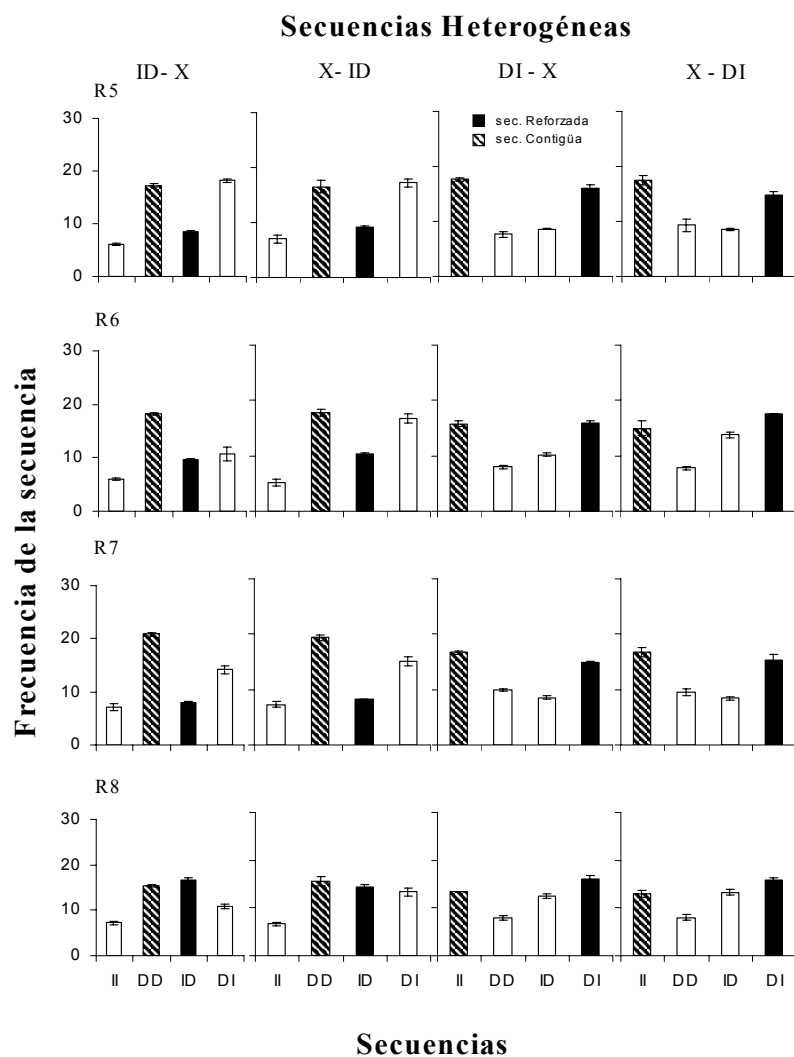 Secuencias Heterogéneas
ID- X X- ID DI - X X - DI
R5
sec. Reforzada
sec. Contigüa
30
20
10
0
R6
30
20
10
0
R7
30
20
10
0
R8
30
20
10
0
II DD ID DI II DD ID DI II DD ID DI II DD ID DI
Frecuencia de la secuencia
Secuencias